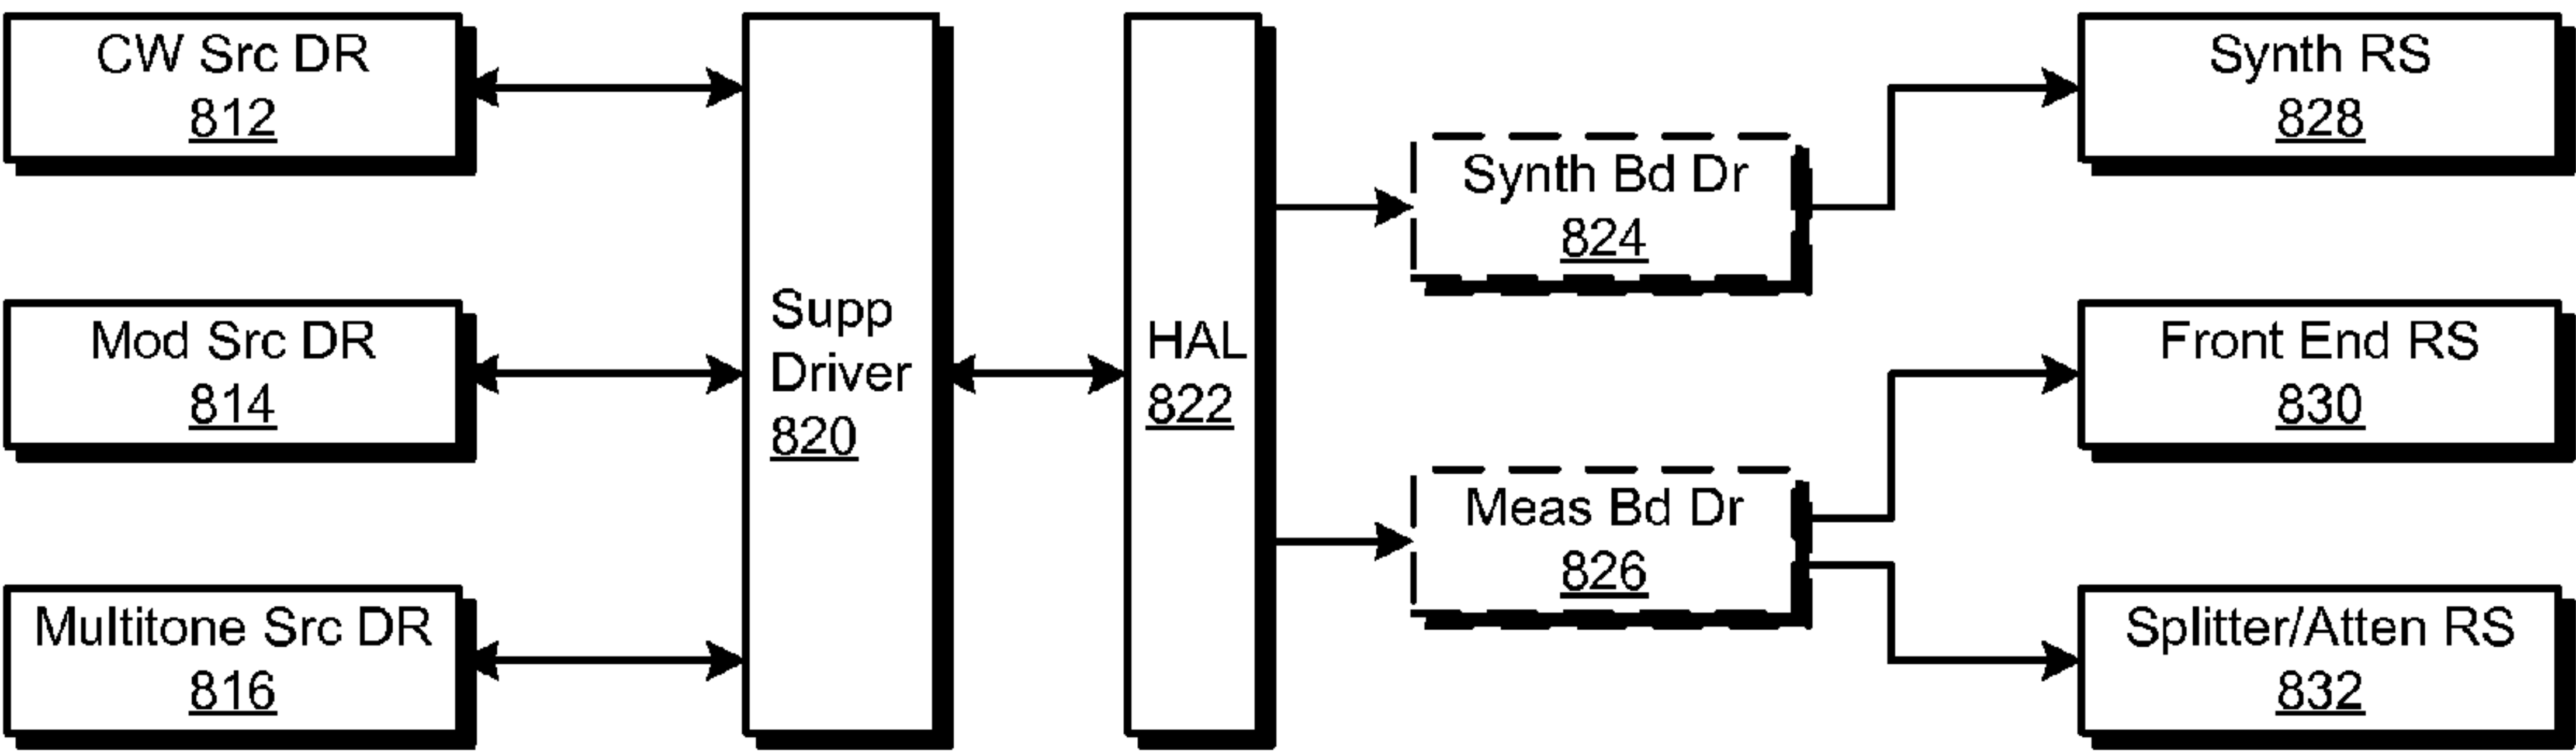 CW Src DR
812
Mod Src DR
814
Multitone Src DR
816
Supp
Driver
820
HAL
822
Synth Bd Dr
824
Meas Bd Dr
826
Synth RS
828
Front End RS
830
Splitter/Atten RS
832